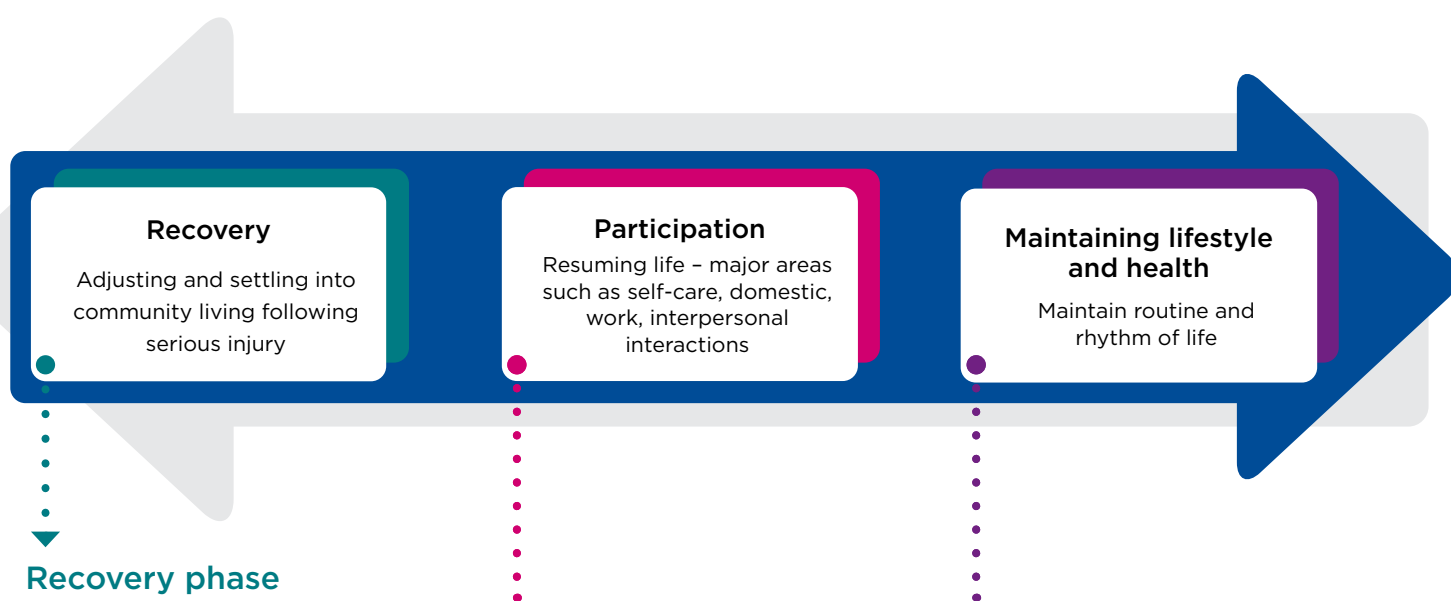 Recovery
Adjusting and settling into
community living following
serious injury
Participation
Resuming life – major areas
such as self-care, domestic,
work, interpersonal
interactions
Maintaining lifestyle
and health
Maintain routine and
rhythm of life
Recovery phase